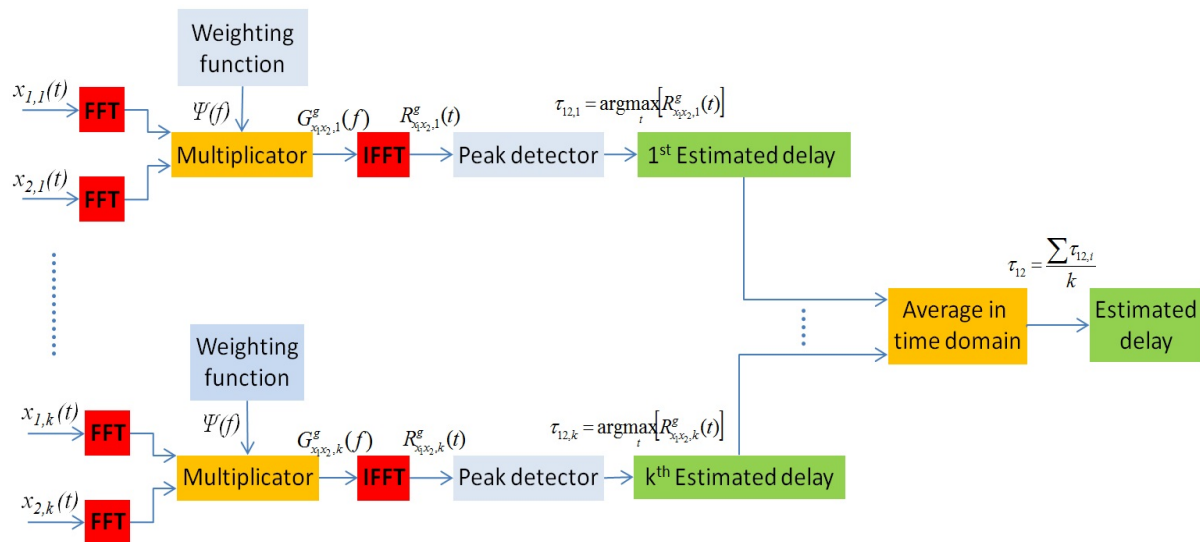 Weighting
function
x1,1(t)
FFT
Ψ(f)
G^g_{x1x2,1}(f)
R^g_{x1x2,1}(t)
τ12,1 = argmax_t[R^g_{x1x2,1}(t)]
Multiplicator
IFFT
Peak detector
1st Estimated delay
x2,1(t)
FFT
τ12 = ∑τ12,i / k
Average in
time domain
Estimated
delay
Weighting
function
x1,k(t)
FFT
Ψ(f)
G^g_{x1x2,k}(f)
R^g_{x1x2,k}(t)
τ12,k = argmax_t[R^g_{x1x2,k}(t)]
Multiplicator
IFFT
Peak detector
kth Estimated delay
x2,k(t)
FFT